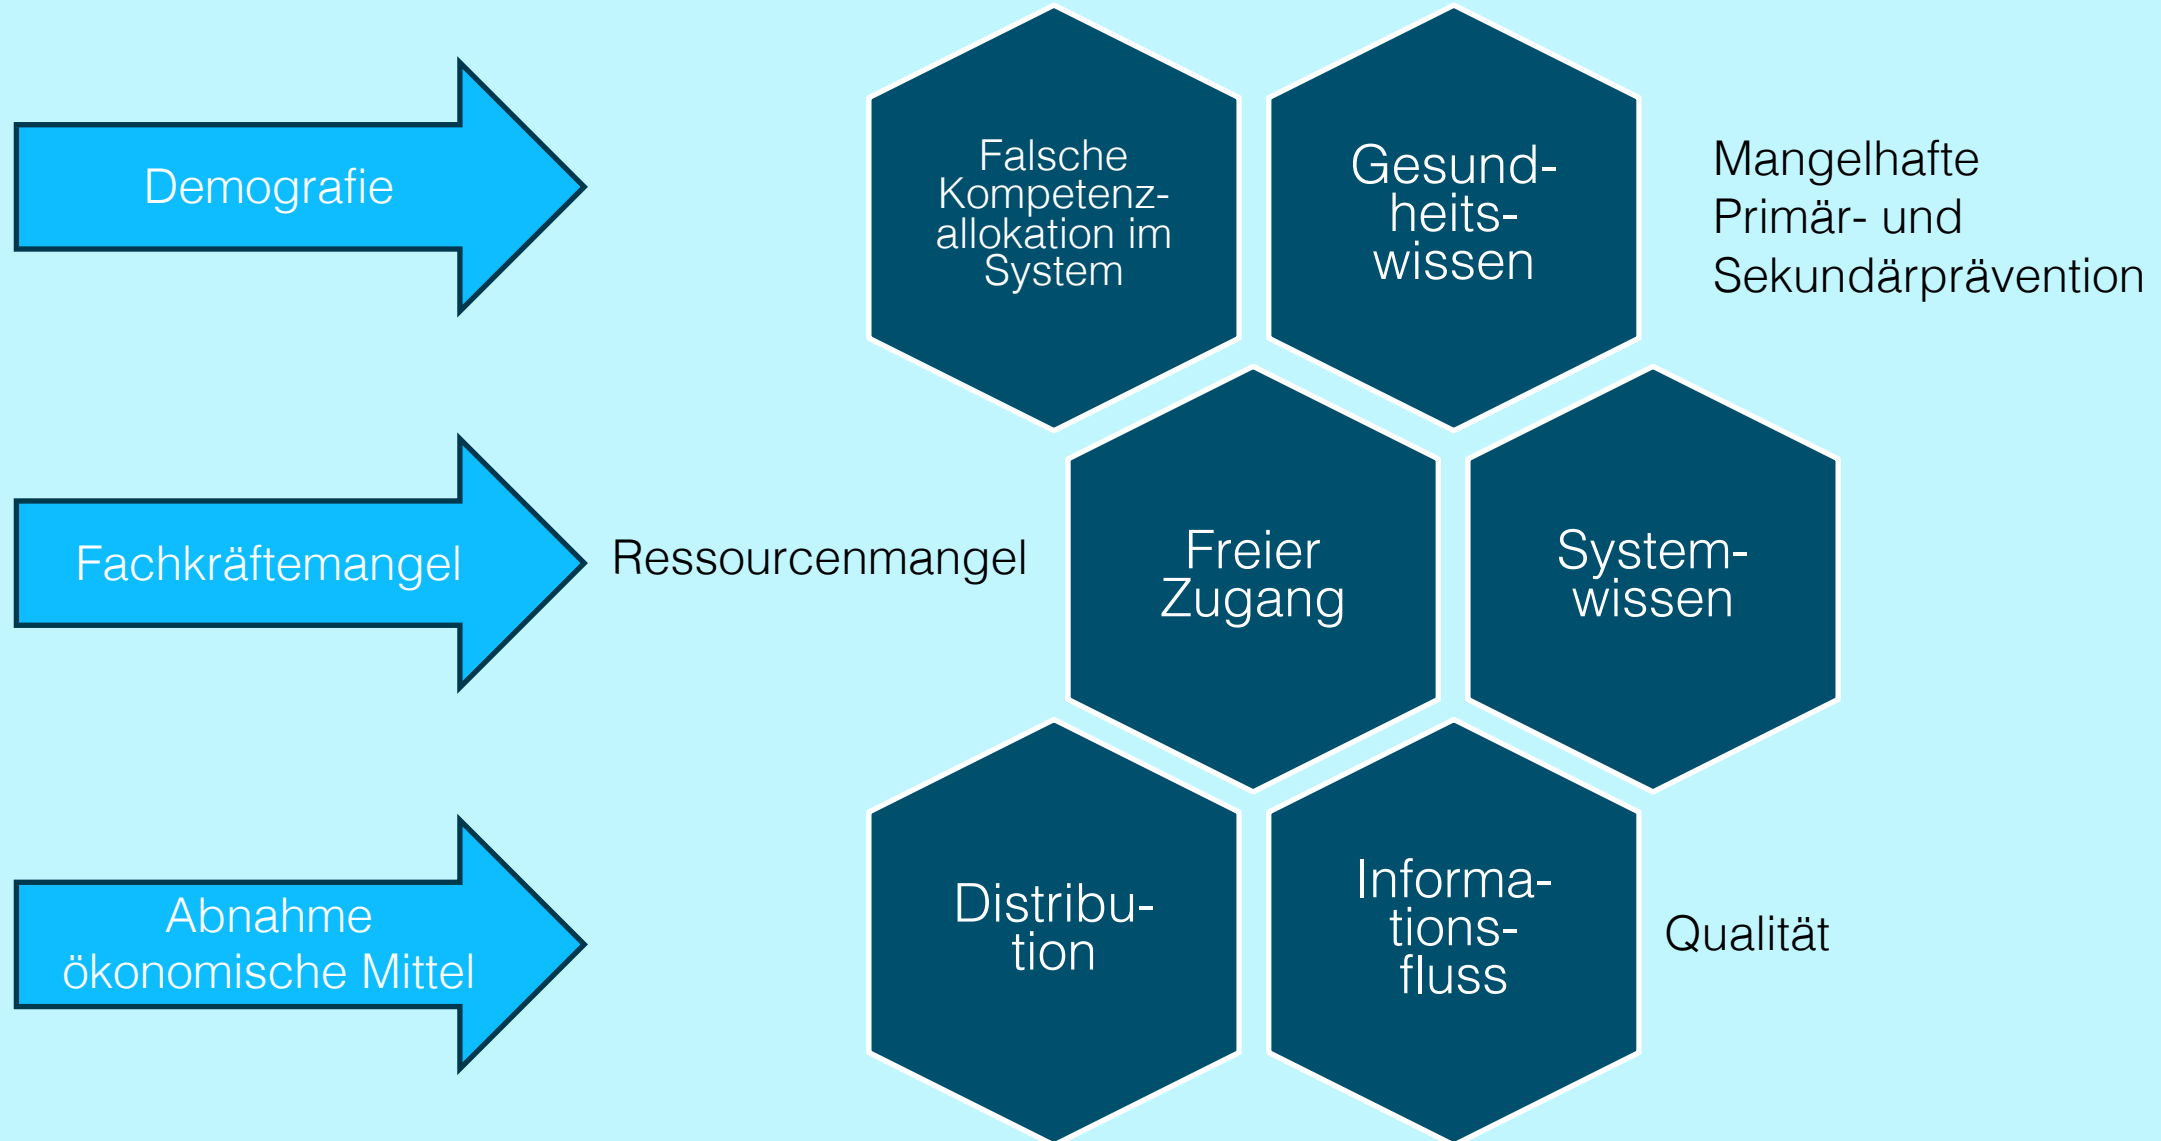 Demografie
Falsche
Kompetenz-
allokation im
System
Gesund-
heits-
wissen
Mangelhafte
Primär- und
Sekundärprävention
Fachkräftemangel
Ressourcenmangel
Freier
Zugang
System-
wissen
Abnahme
ökonomische Mittel
Distribu-
tion
Informa-
tions-
fluss
Qualität